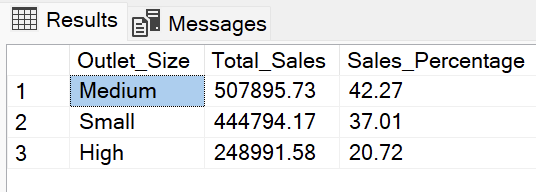 Results Messages
Outlet_Size Total_Sales Sales_Percentage
1 Medium 507895.73 42.27
2 Small 444794.17 37.01
3 High 248991.58 20.72